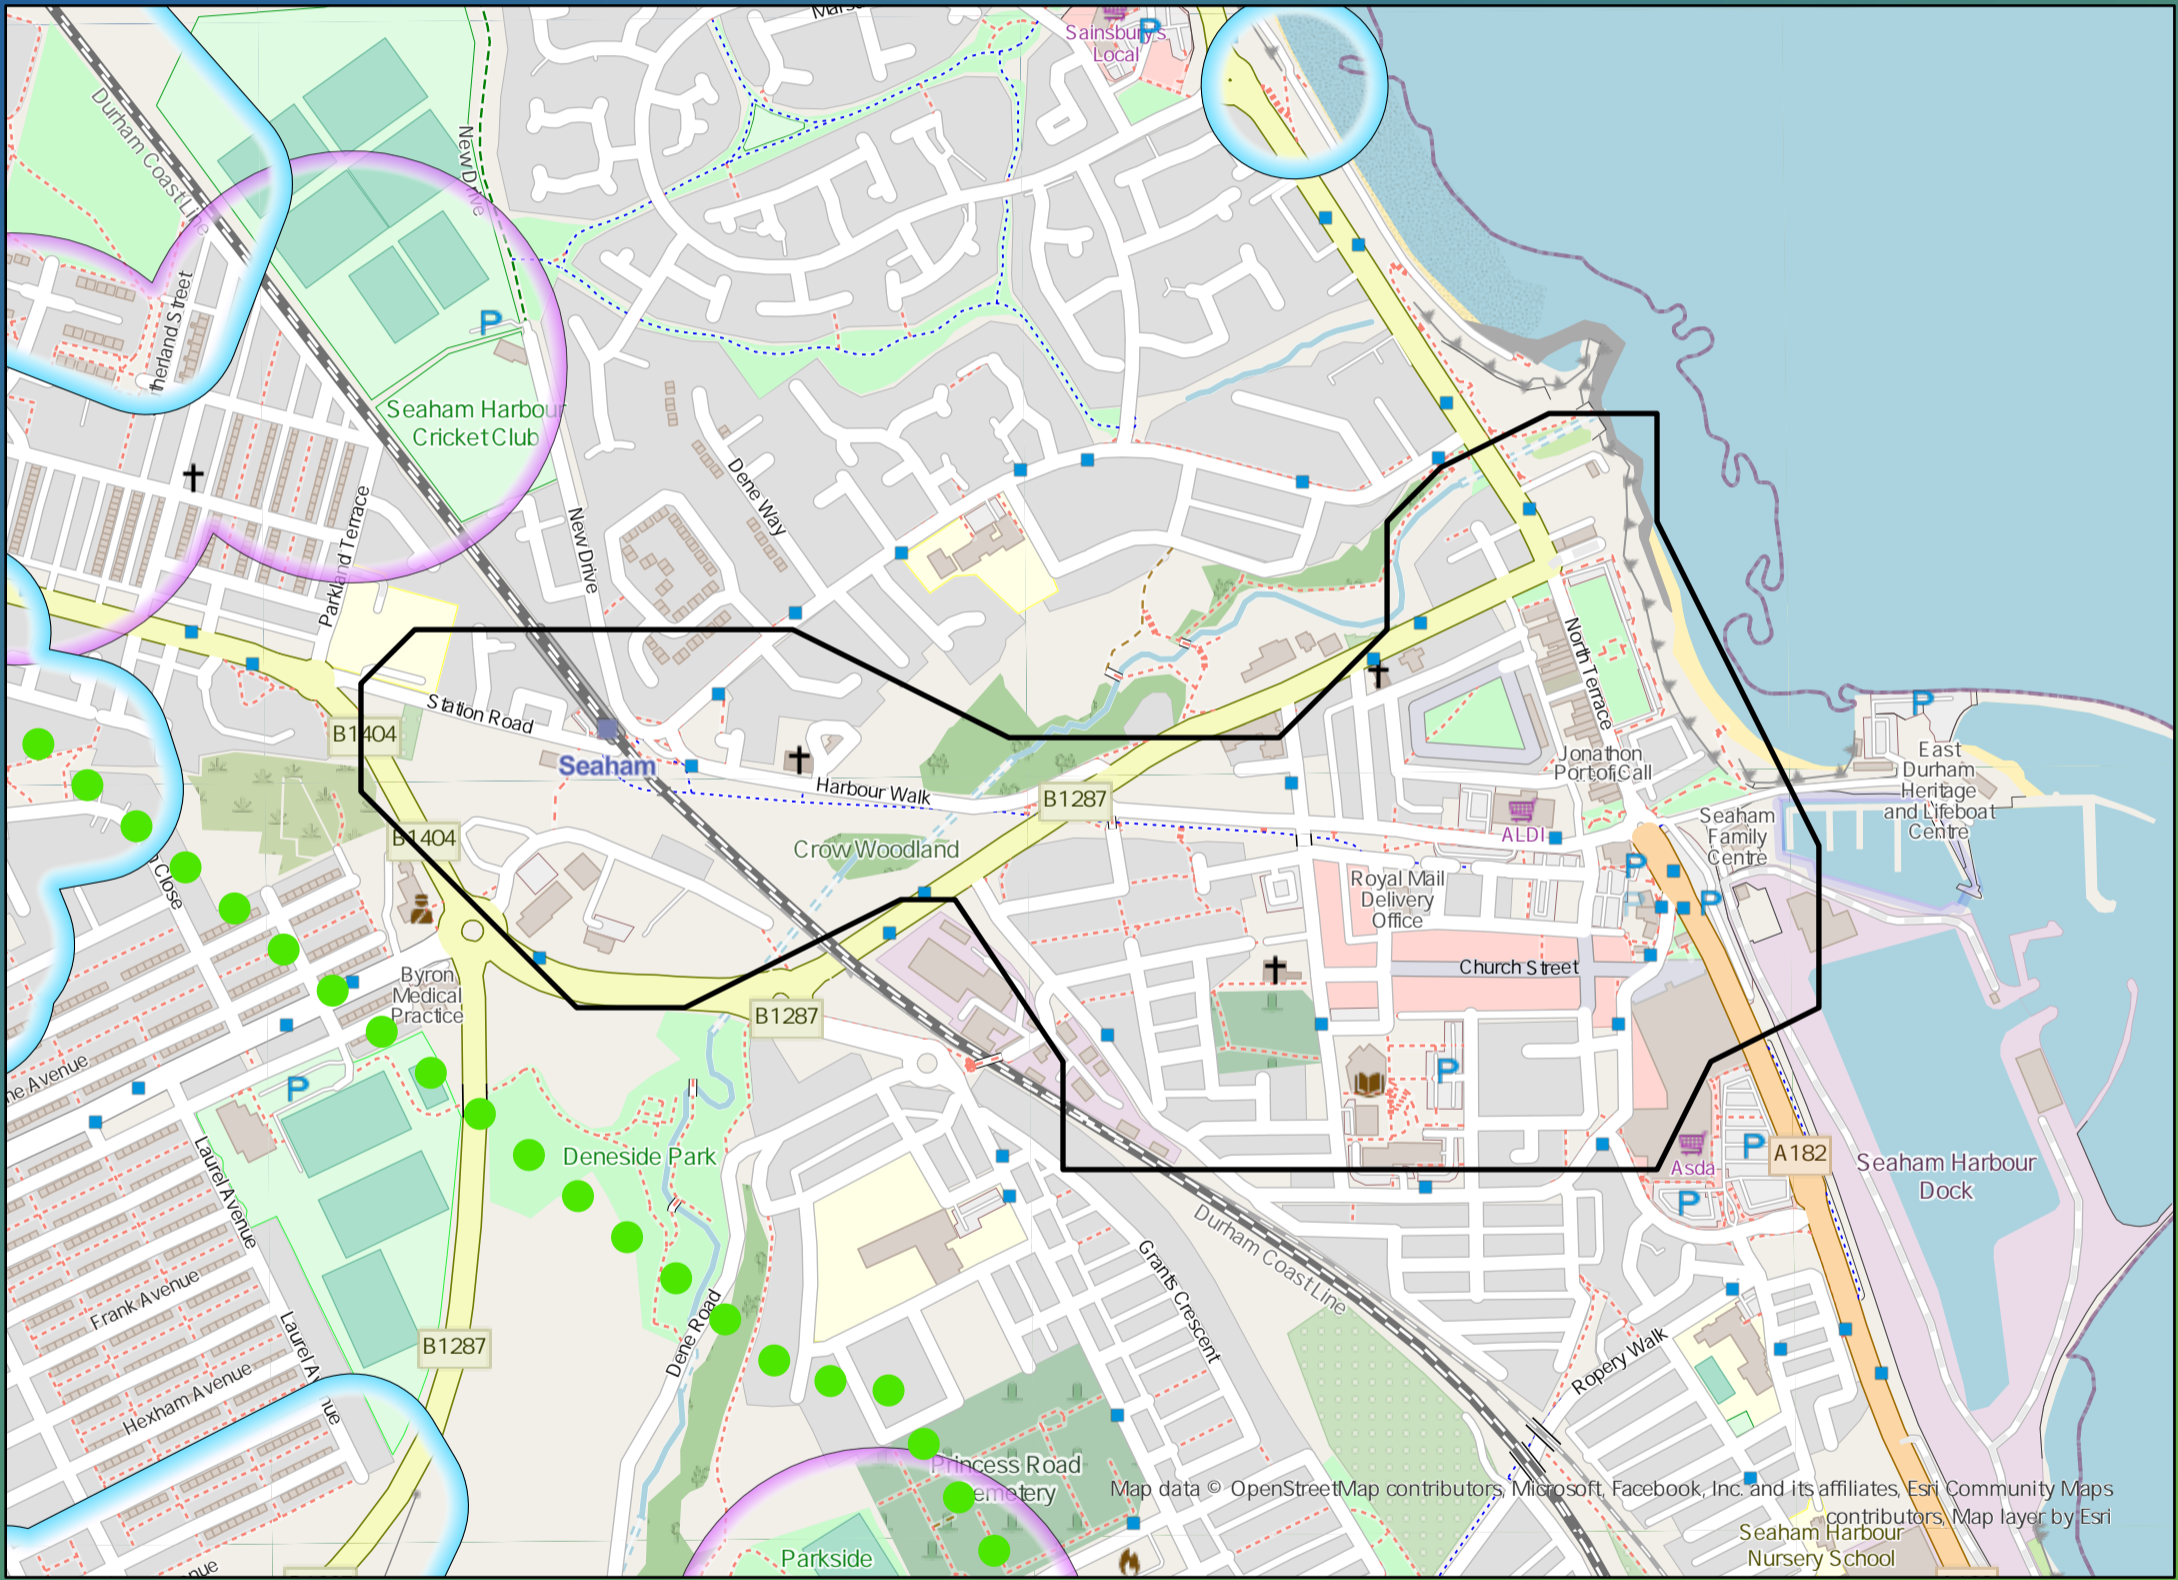 Sainsbury's
Local
Durham Coast Line
New Drive
Seaham Harbour
Cricket Club
Dene Way
New Drive
Parkland Terrace
North Terrace
Station Road
B1404
Seaham
Harbour Walk
B1287
Jonathon
Port of Call
East
Durham
Heritage
and Lifeboat
Centre
ALDI
Seaham
Family
Centre
B1404
Crow Woodland
Royal Mail
Delivery
Office
Close
Church Street
Byron
Medical
Practice
B1287
Avenue
Laurel Avenue
Deneside Park
Asda
A182
Seaham Harbour
Dock
Durham Coast Line
Grants Crescent
Frank Avenue
Laurel Avenue
B1287
Dene Road
Ropery Walk
Hexham Avenue
Princess Road
Cemetery
Map data © OpenStreetMap contributors, Microsoft, Facebook, Inc. and its affiliates, Esri Community Maps
contributors, Map layer by Esri
Seaham Harbour
Nursery School
Parkside